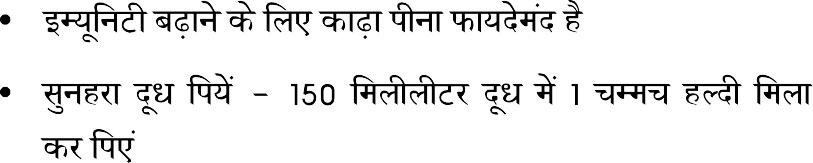 • इम्यूनिटी बढ़ाने के लिए काढ़ा पीना फायदेमंद है
• सुनहरा दूध पियें – 150 मिलीलीटर दूध में 1 चम्मच हल्दी मिला
कर पिएं